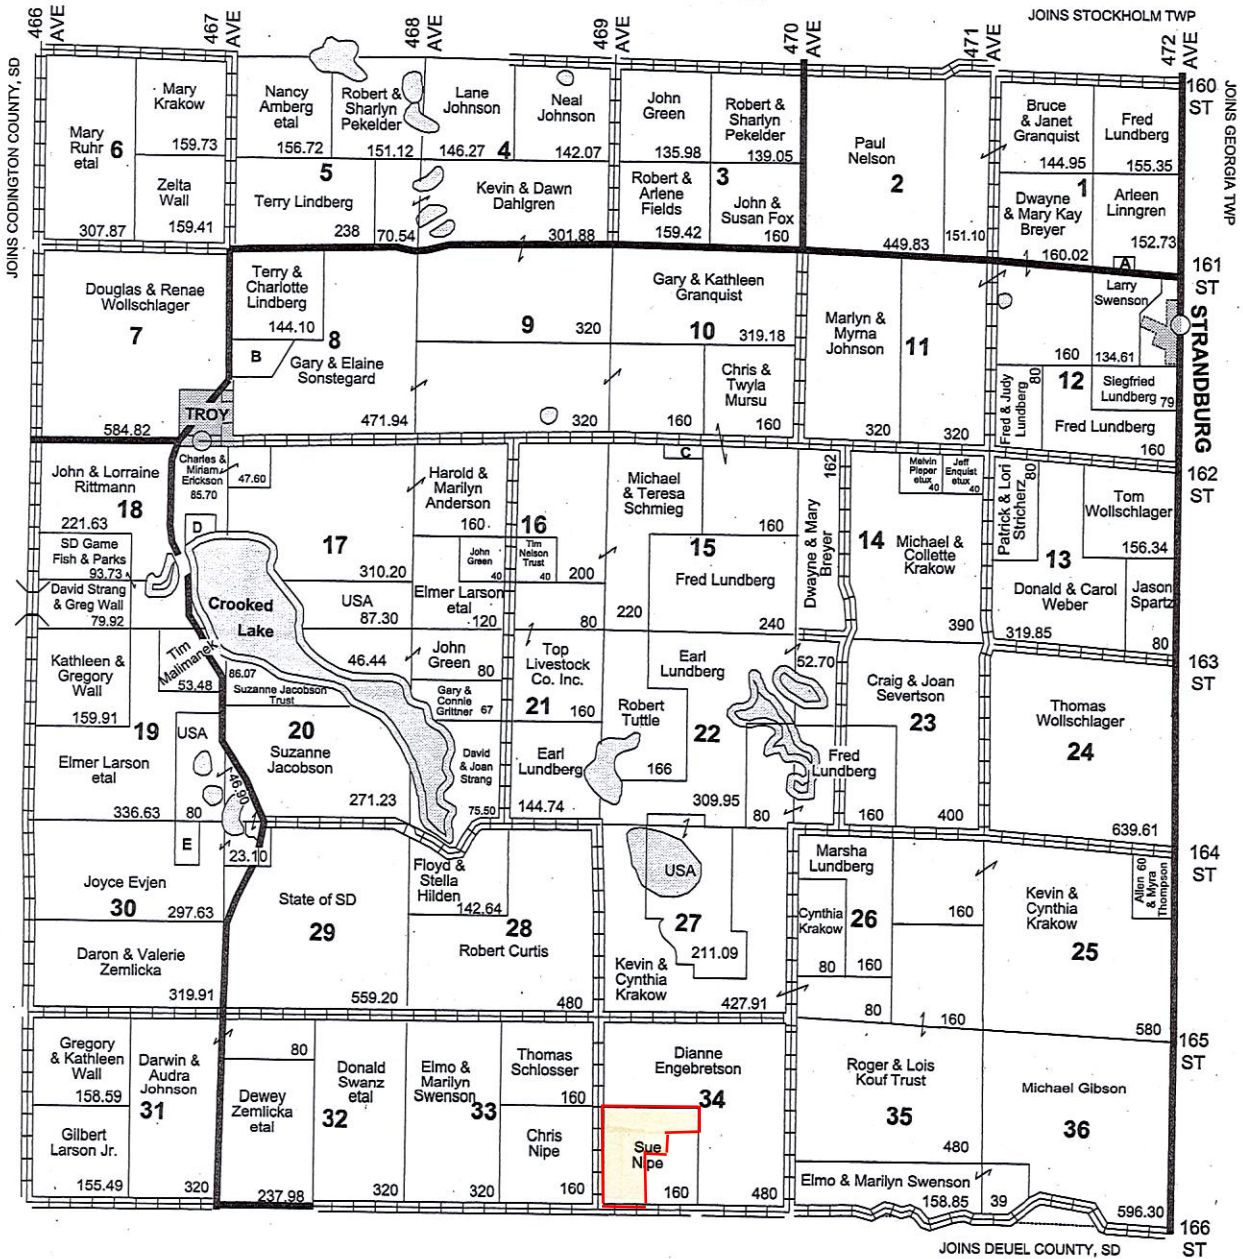 466
AVE
467
AVE
468
AVE
469
AVE
470
AVE
471
AVE
472
AVE
JOINS STOCKHOLM TWP
JOINS CODINGTON COUNTY, SD
JOINS GEORGIA TWP
160
ST
Mary
Ruhr
etal
6
307.87
Mary
Krakow
159.73
Zelta
Wall
159.41
Nancy
Amberg
etal
156.72
Robert &
Sharlyn
Pekelder
151.12
5
Terry Lindberg
238
70.54
Lane
Johnson
146.27
4
Neal
Johnson
142.07
Kevin & Dawn
Dahlgren
301.88
John
Green
135.98
Robert &
Sharlyn
Pekelder
139.05
3
Robert &
Arlene
Fields
159.42
John &
Susan Fox
160
Paul
Nelson
2
449.83
151.10
Bruce
& Janet
Granquist
144.95
Fred
Lundberg
155.35
1
Dwayne
& Mary Kay
Breyer
160.02
Arleen
Linngren
152.73
A
161
ST
Douglas & Renae
Wollschlager
7
584.82
Terry &
Charlotte
Lindberg
144.10
8
B
Gary & Elaine
Sonstegard
471.94
9
320
320
Gary & Kathleen
Granquist
10
319.18
160
Chris &
Twyla
Mursu
160
Marlyn &
Myrna
Johnson
11
320
320
Larry
Swenson
160
134.61
12
Fred & Judy
Lundberg
80
Siegfried
Lundberg
79
Fred Lundberg
160
STRANDBURG
TROY
162
ST
John & Lorraine
Rittmann
18
221.63
Charles &
Miriam
Erickson
85.70
47.60
D
SD Game
Fish & Parks
93.73
David Strang
& Greg Wall
79.92
17
310.20
USA
87.30
Crooked
Lake
46.44
Harold &
Marilyn
Anderson
160
16
John
Green
40
Tim
Nelson
Trust
40
200
Elmer Larson
etal
120
80
Michael
& Teresa
Schmieg
C
160
15
Fred Lundberg
220
240
162
Dwayne & Mary
Breyer
14
Melvin
Pieper
etux
40
Jeff
Enquist
etux
40
Michael &
Collette
Krakow
390
Patrick & Lori
Stricherz
80
13
Tom
Wollschlager
156.34
Donald & Carol
Weber
319.85
Jason
Spartz
80
163
ST
Kathleen &
Gregory
Wall
159.91
Tim
Malimanek
53.48
19
USA
Elmer Larson
etal
336.63
80
46.90
86.07
Suzanne Jacobson
Trust
20
Suzanne
Jacobson
271.23
John
Green
80
Gary &
Connie
Grittner
67
David
& Joan
Strang
75.50
Top
Livestock
Co. Inc.
21
160
Earl
Lundberg
144.74
Earl
Lundberg
Robert
Tuttle
166
22
309.95
80
52.70
Craig & Joan
Severtson
23
Fred
Lundberg
160
400
Thomas
Wollschlager
24
639.61
164
ST
E
23.10
Joyce Evjen
30
297.63
Daron & Valerie
Zemlicka
319.91
State of SD
29
559.20
Floyd &
Stella
Hilden
142.64
28
Robert Curtis
480
USA
27
211.09
Kevin &
Cynthia
Krakow
427.91
Marsha
Lundberg
Cynthia
Krakow
26
80
160
80
160
160
Kevin &
Cynthia
Krakow
25
Allen
& Myra
Thompson
60
580
165
ST
Gregory
& Kathleen
Wall
158.59
Darwin &
Audra
Johnson
31
Gilbert
Larson Jr.
155.49
320
80
Dewey
Zemlicka
etal
237.98
Donald
Swanz
etal
32
320
Elmo &
Marilyn
Swenson
33
320
Thomas
Schlosser
160
Chris
Nipe
160
Dianne
Engebretson
34
Sue
Nipe
160
480
Roger & Lois
Kouf Trust
35
480
Elmo & Marilyn Swenson
158.85
39
Michael Gibson
36
596.30
166
ST
JOINS DEUEL COUNTY, SD